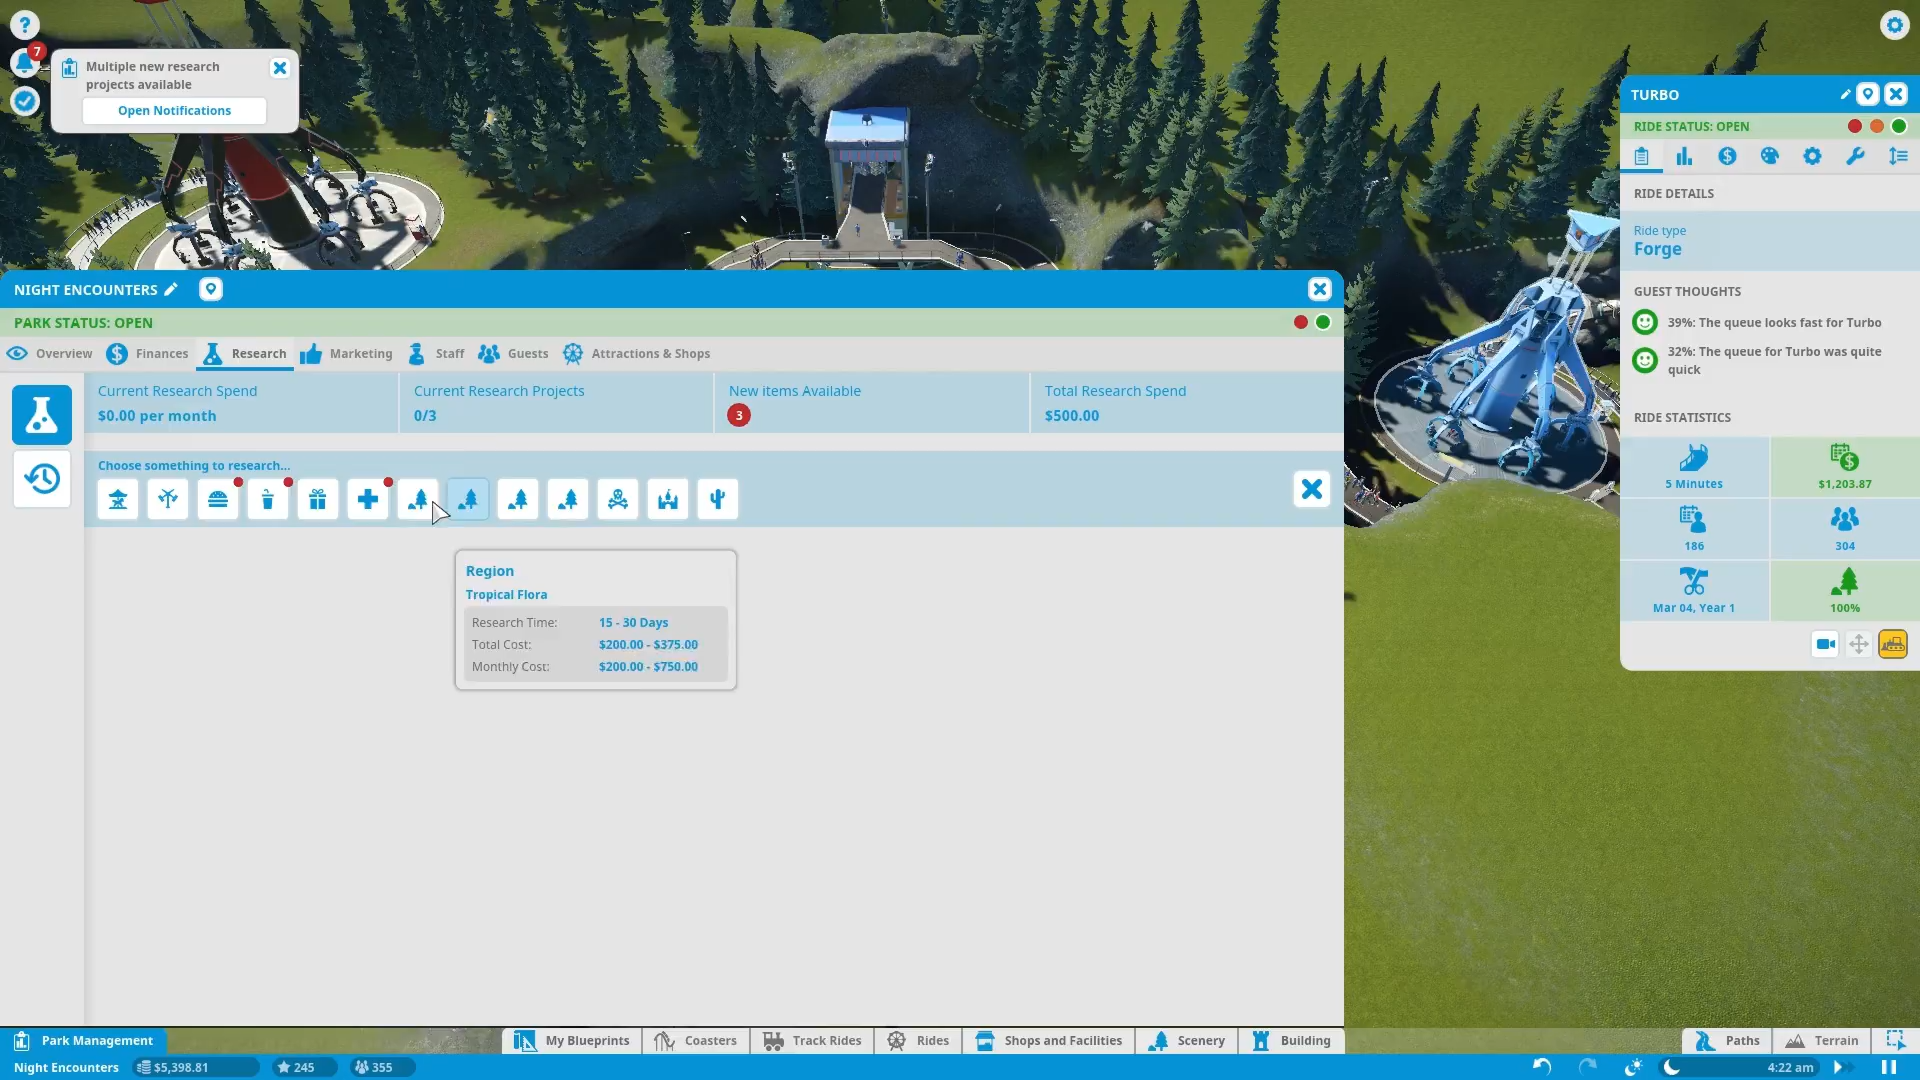 ?
7
Multiple new research
projects available
Open Notifications
TURBO
RIDE STATUS: OPEN
RIDE DETAILS
Ride type
Forge
GUEST THOUGHTS
39%: The queue looks fast for Turbo
32%: The queue for Turbo was quite
quick
RIDE STATISTICS
5 Minutes
$1,203.87
186
304
Mar 04, Year 1
100%
NIGHT ENCOUNTERS
PARK STATUS: OPEN
Overview
Finances
Research
Marketing
Staff
Guests
Attractions & Shops
Current Research Spend
$0.00 per month
Current Research Projects
0/3
New items Available
3
Total Research Spend
$500.00
Choose something to research...
Region
Tropical Flora
Research Time: 15 - 30 Days
Total Cost: $200.00 - $375.00
Monthly Cost: $200.00 - $750.00
Park Management
My Blueprints
Coasters
Track Rides
Rides
Shops and Facilities
Scenery
Building
Paths
Terrain
Night Encounters
$5,398.81
245
355
4:22 am